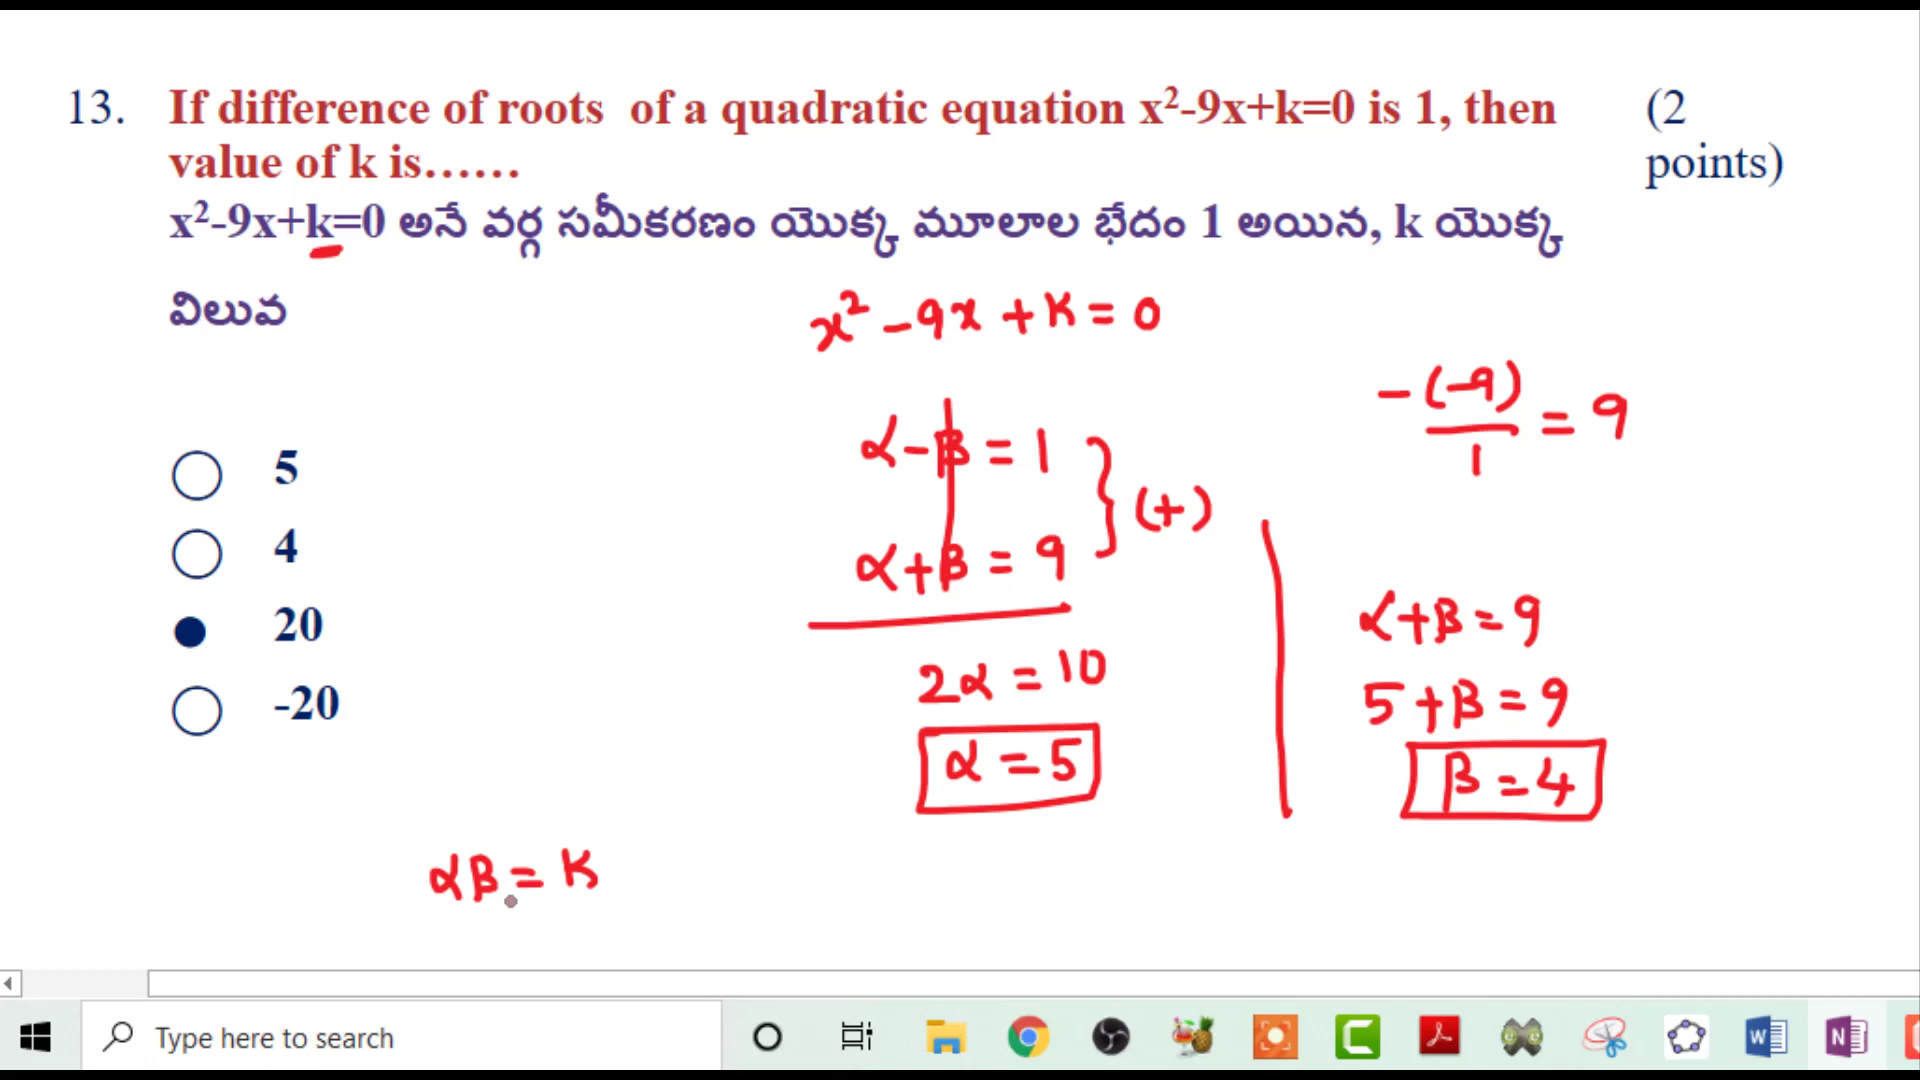 13. If difference of roots of a quadratic equation x²-9x+k=0 is 1, then (2
value of k is...... points)
x²-9x+k=0 అనే వర్గ సమీకరణం యొక్క మూలాల భేదం 1 అయిన, k యొక్క
విలువ
x² - 9x + K = 0
-(-9)/1 = 9
α - β = 1
(+)
α + β = 9
2α = 10
α = 5
α + β = 9
5 + β = 9
β = 4
5
4
20
-20
αβ = K
Type here to search